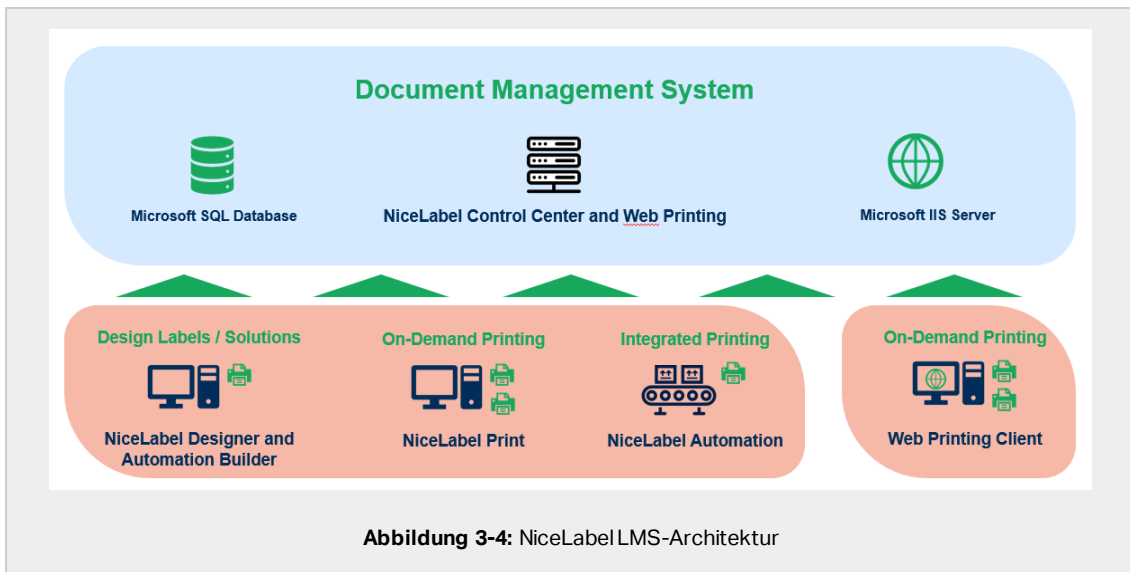 Document Management System
Microsoft SQL Database
NiceLabel Control Center and Web Printing
Microsoft IIS Server
Design Labels / Solutions
NiceLabel Designer and
Automation Builder
On-Demand Printing
NiceLabel Print
Integrated Printing
NiceLabel Automation
On-Demand Printing
Web Printing Client
Abbildung 3-4: NiceLabel LMS-Architektur